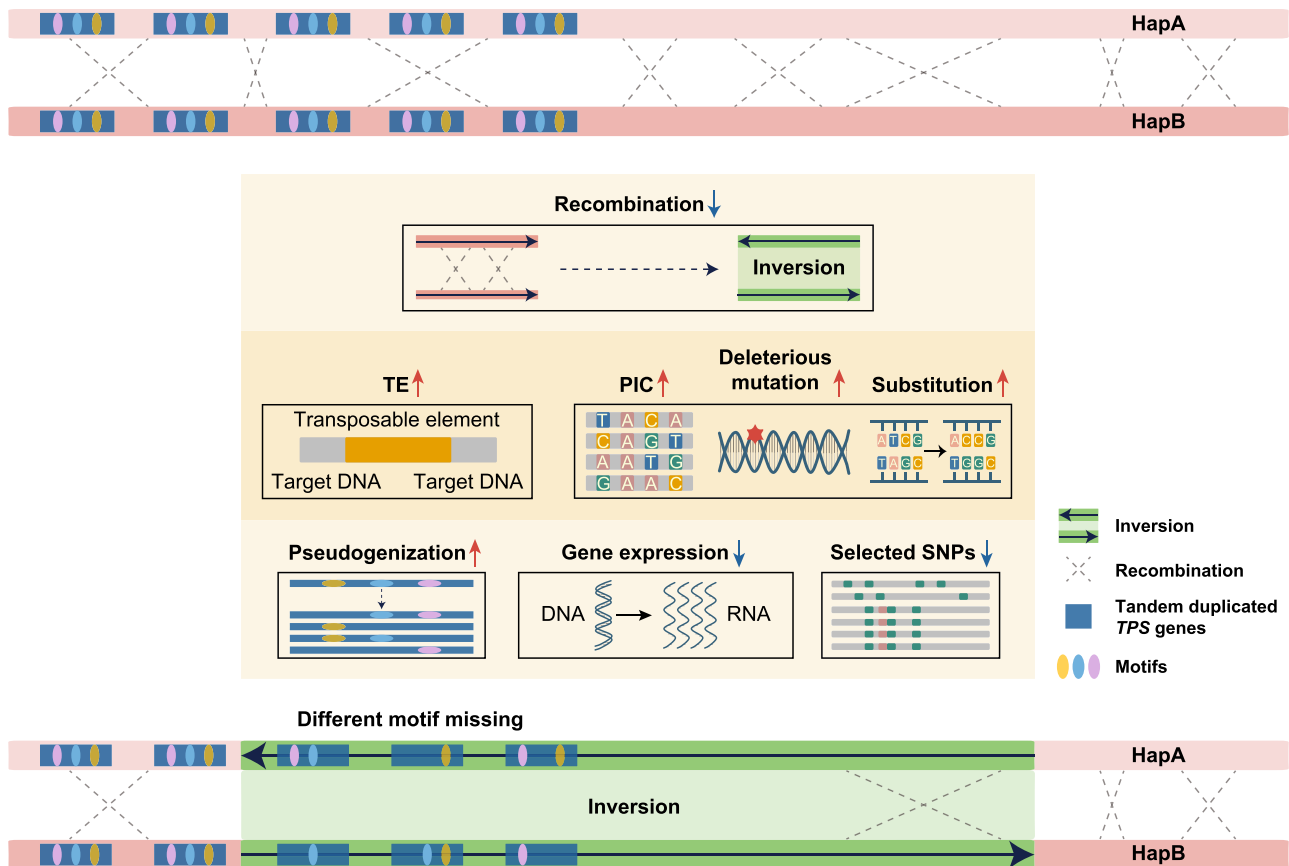 HapA
HapB
Recombination
Inversion
TE
Transposable element
Target DNA Target DNA
PIC
T A C A
C A G T
A A T G
G A A C
Deleterious
mutation
Substitution
A T C G
T A G C
A C C G
T G G C
Pseudogenization
Gene expression
DNA
RNA
Selected SNPs
Inversion
Recombination
Tandem duplicated
TPS genes
Motifs
Different motif missing
HapA
Inversion
HapB